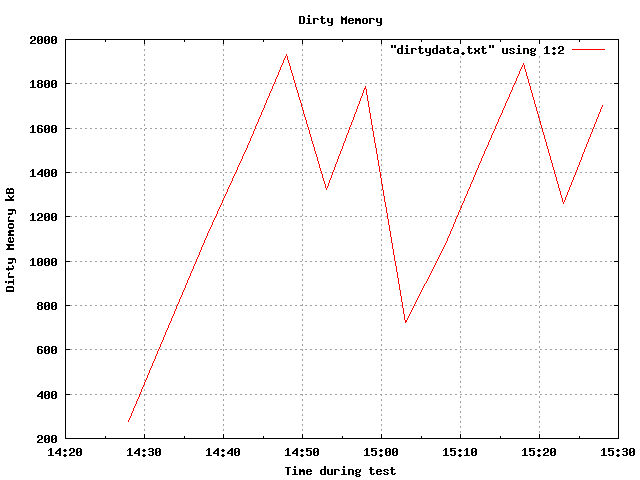 Dirty Memory
"dirtydata.txt" using 1:2
2000
1800
1600
1400
1200
1000
800
600
400
200
Dirty Memory kB
14:20 14:30 14:40 14:50 15:00 15:10 15:20 15:30
Time during test